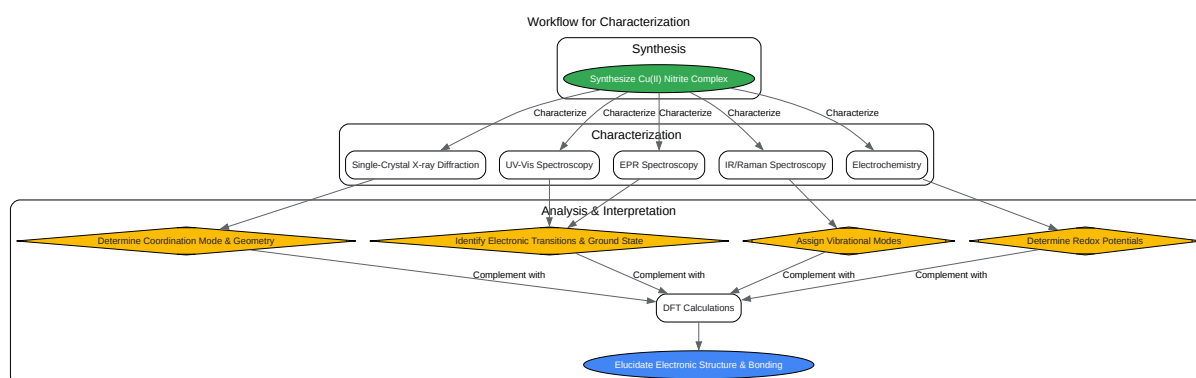 Workflow for Characterization
Synthesis
Synthesize Cu(II) Nitrite Complex
Characterize
Characterize
Characterize
Characterize
Characterize
Characterization
Single-Crystal X-ray Diffraction
UV-Vis Spectroscopy
EPR Spectroscopy
IR/Raman Spectroscopy
Electrochemistry
Analysis & Interpretation
Determine Coordination Mode & Geometry
Identify Electronic Transitions & Ground State
Assign Vibrational Modes
Determine Redox Potentials
Complement with
Complement with
Complement with
Complement with
DFT Calculations
Elucidate Electronic Structure & Bonding